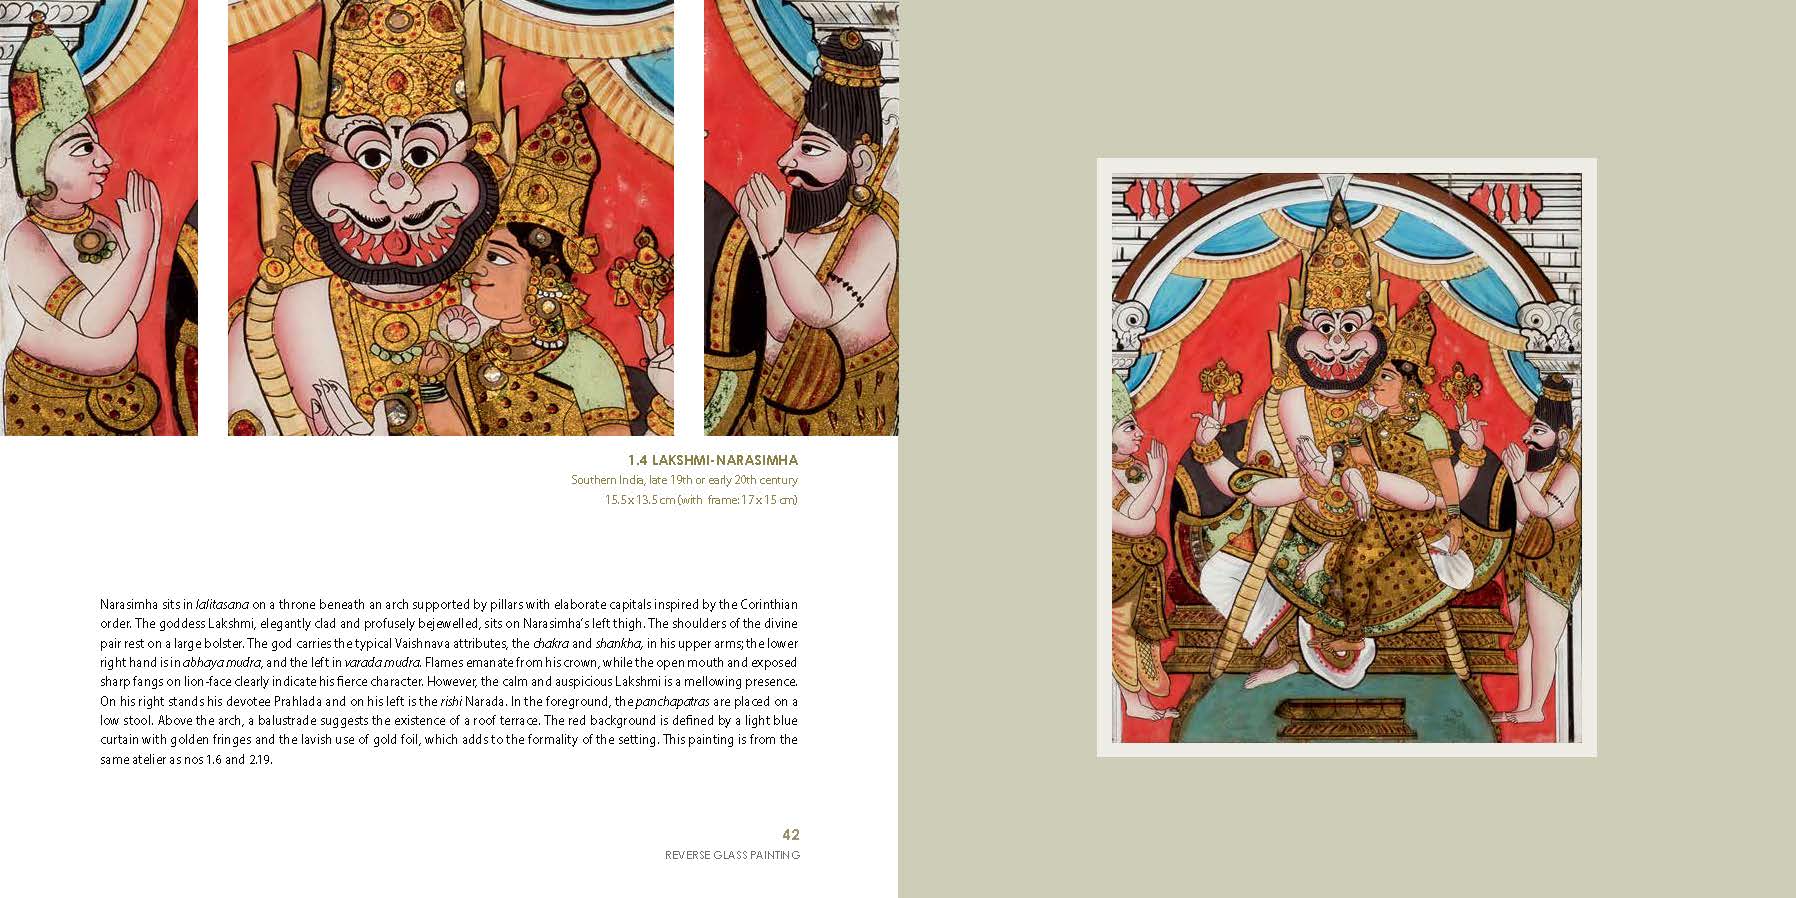 1.4 LAKSHMI-NARASIMHA
Southern India, late 19th or early 20th century
15.5 x 13.5 cm (with frame: 17 x 15 cm)
Narasimha sits in lalitasana on a throne beneath an arch supported by pillars with elaborate capitals inspired by the Corinthian
order. The goddess Lakshmi, elegantly clad and profusely bejewelled, sits on Narasimha's left thigh. The shoulders of the divine
pair rest on a large bolster. The god carries the typical Vaishnava attributes, the chakra and shankha, in his upper arms; the lower
right hand is in abhaya mudra, and the left in varada mudra. Flames emanate from his crown, while the open mouth and exposed
sharp fangs on lion-face clearly indicate his fierce character. However, the calm and auspicious Lakshmi is a mellowing presence.
On his right stands his devotee Prahlada and on his left is the rishi Narada. In the foreground, the panchapatras are placed on a
low stool. Above the arch, a balustrade suggests the existence of a roof terrace. The red background is defined by a light blue
curtain with golden fringes and the lavish use of gold foil, which adds to the formality of the setting. This painting is from the
same atelier as nos 1.6 and 2.19.
42
REVERSE GLASS PAINTING